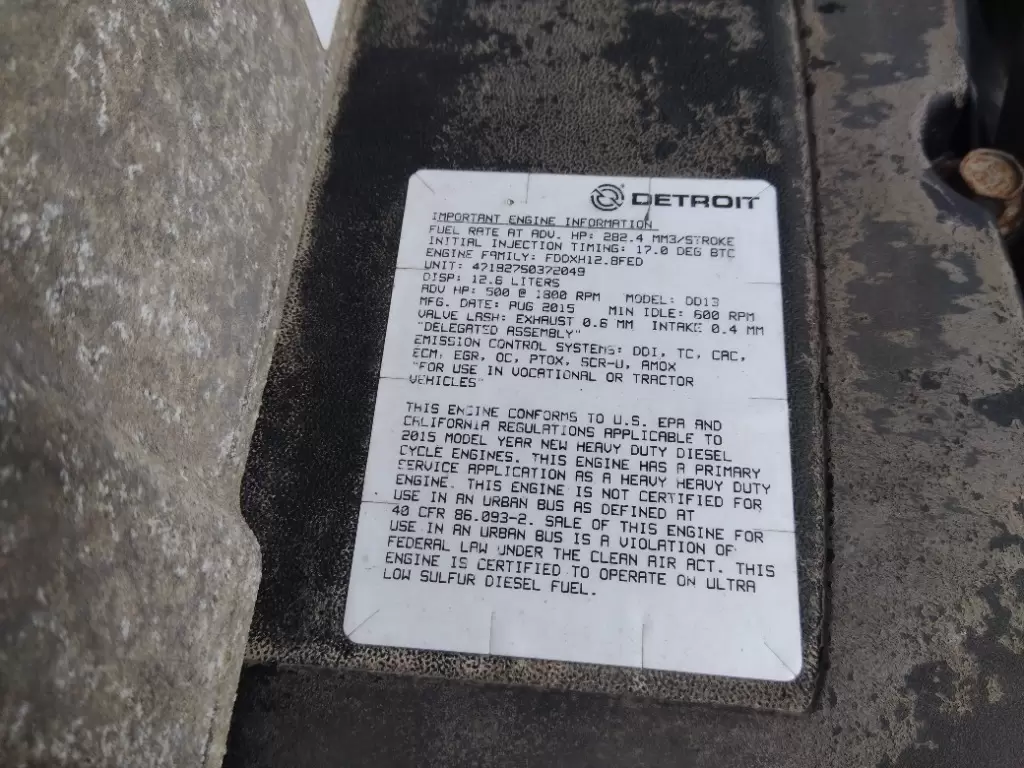 DETROIT
IMPORTANT ENGINE INFORMATION
FUEL RATE AT ADV. HP: 282.4 MM3/STROKE
INITIAL INJECTION TIMING: 17.0 DEG BTC
ENGINE FAMILY: FDDXH12.8FED
UNIT: 471927S0372049
DISP: 12.8 LITERS
ADV HP: 500 @ 1800 RPM MODEL: DD13
MFG. DATE: AUG 2015 MIN IDLE: 600 RPM
VALVE LASH: EXHAUST 0.6 MM INTAKE 0.4 MM
"DELEGATED ASSEMBLY"
EMISSION CONTROL SYSTEMS: DDI, TC, CAC,
ECM, EGR, OC, PTOX, SCR-U, AMOX
"FOR USE IN VOCATIONAL OR TRACTOR
VEHICLES"
THIS ENGINE CONFORMS TO U.S. EPA AND
CALIFORNIA REGULATIONS APPLICABLE TO
2015 MODEL YEAR NEW HEAVY DUTY DIESEL
CYCLE ENGINES. THIS ENGINE HAS A PRIMARY
SERVICE APPLICATION AS A HEAVY HEAVY DUTY
ENGINE. THIS ENGINE IS NOT CERTIFIED FOR
USE IN AN URBAN BUS AS DEFINED AT
40 CFR 86.093-2. SALE OF THIS ENGINE FOR
USE IN AN URBAN BUS IS A VIOLATION OF
FEDERAL LAW UNDER THE CLEAN AIR ACT. THIS
ENGINE IS CERTIFIED TO OPERATE ON ULTRA
LOW SULFUR DIESEL FUEL.